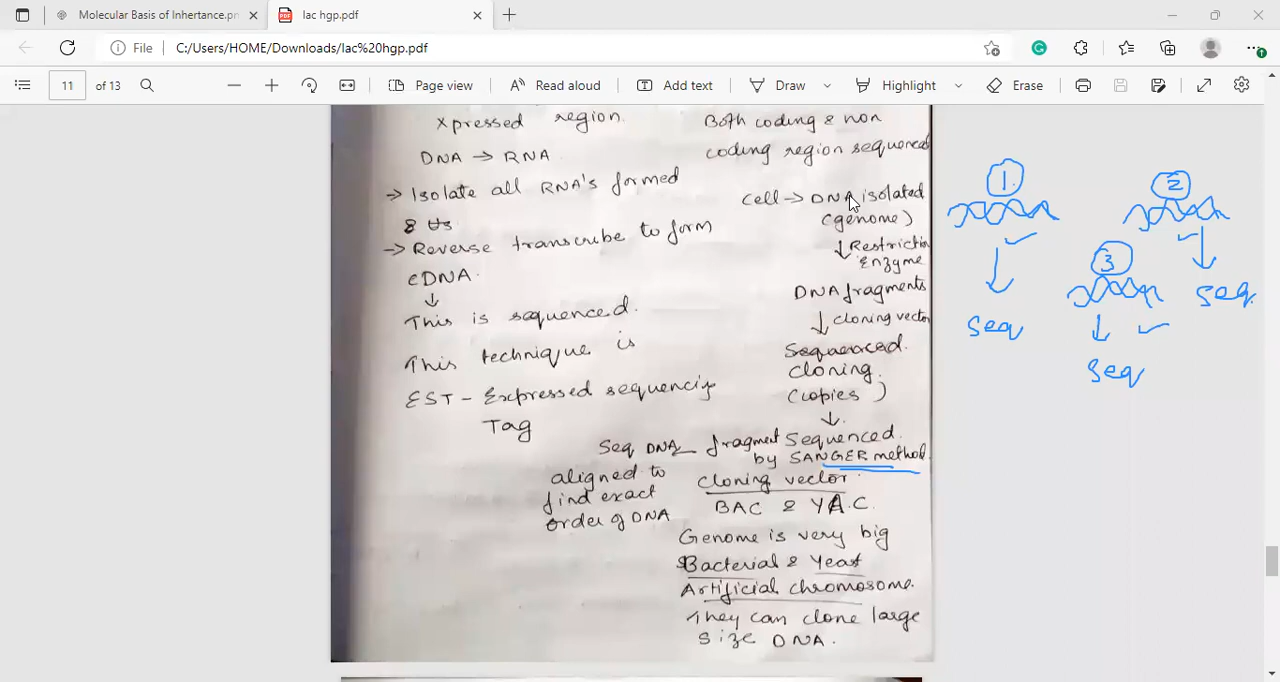 Molecular Basis of Inhertance.pr
lac hgp.pdf
File
C:/Users/HOME/Downloads/lac%20hgp.pdf
11 of 13
Page view
Read aloud
Add text
Draw
Highlight
Erase
Xpressed region.
DNA → RNA
→ Isolate all RNA's formed
→ Reverse transcribe to form
cDNA.
↓
This is sequenced.
This technique is
EST - Expressed sequencing
Tag
Both coding & non
coding region sequenced
cell → DNA isolated
(genome)
↓ Restriction
Enzyme
DNA fragments
↓ cloning vector
Sequenced.
cloning
(copies)
↓
Seq DNA fragment Sequenced
by SANGER method.
aligned to
find exact
order of DNA
cloning vector
BAC & YAC
Genome is very big
Bacterial & Yeast
Artificial chromosome.
They can clone large
size DNA.
1
↓
Seq
2
↓
Seq
3
↓
Seq